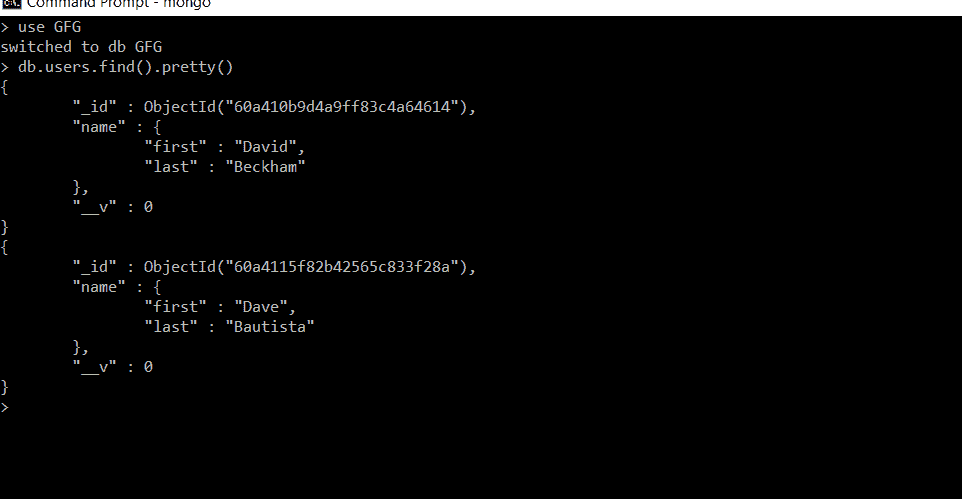 Command Prompt - mongo
> use GFG
switched to db GFG
> db.users.find().pretty()
{
        "_id" : ObjectId("60a410b9d4a9ff83c4a64614"),
        "name" : {
                "first" : "David",
                "last" : "Beckham"
        },
        "__v" : 0
}
{
        "_id" : ObjectId("60a4115f82b42565c833f28a"),
        "name" : {
                "first" : "Dave",
                "last" : "Bautista"
        },
        "__v" : 0
}
>